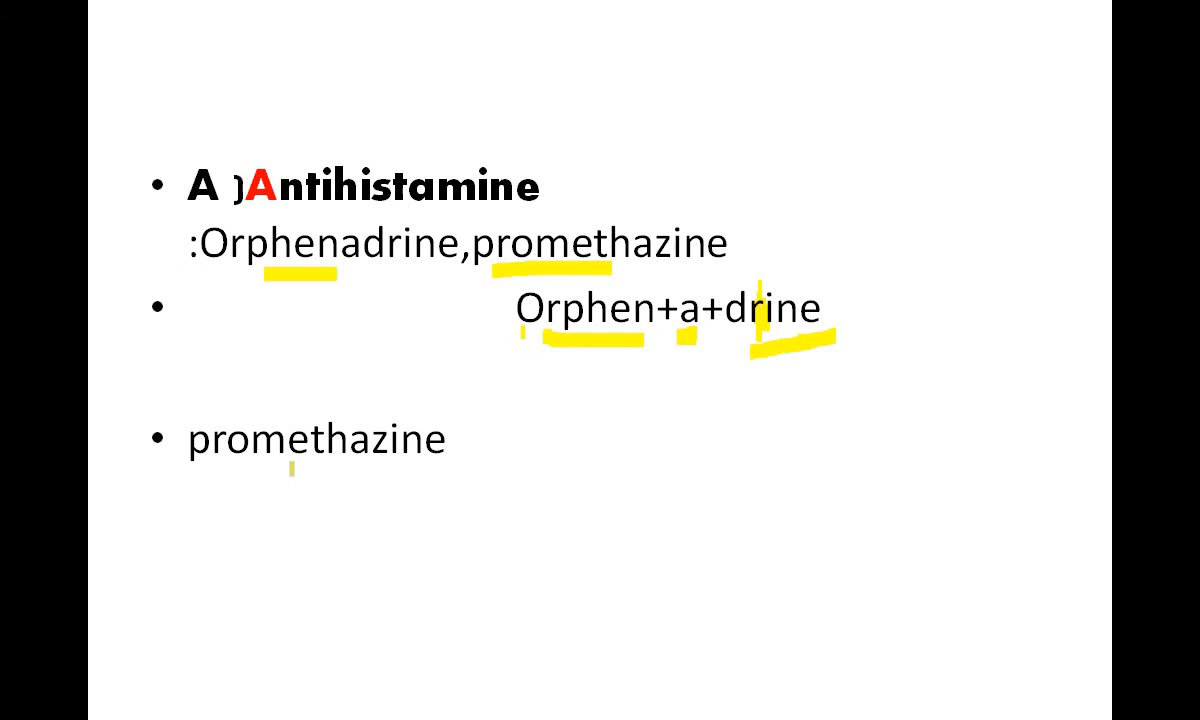 • A )Antihistamine
:Orphenadrine,promethazine
• Orphen+a+drine
• promethazine